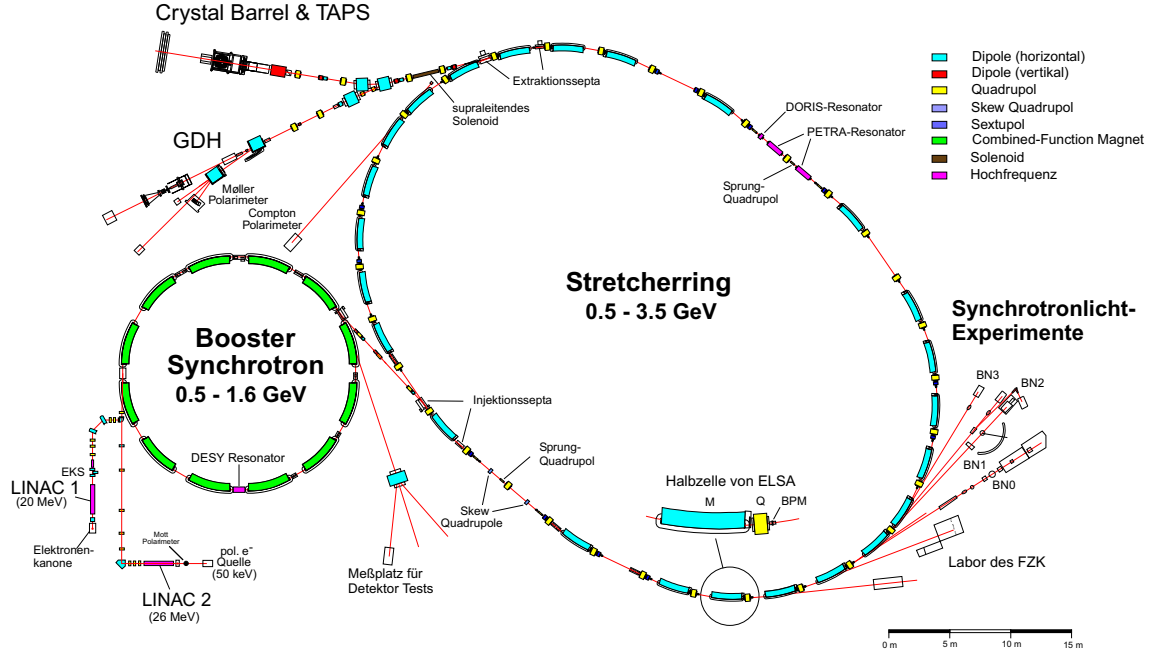 Crystal Barrel & TAPS
Extraktionssepta
supraleitendes
Solenoid
GDH
Møller
Polarimeter
Compton
Polarimeter
DORIS-Resonator
PETRA-Resonator
Sprung-
Quadrupol
Dipole (horizontal)
Dipole (vertikal)
Quadrupol
Skew Quadrupol
Sextupol
Combined-Function Magnet
Solenoid
Hochfrequenz
Stretcherring
0.5 - 3.5 GeV
Synchrotronlicht-
Experimente
Booster
Synchrotron
0.5 - 1.6 GeV
DESY Resonator
Injektionssepta
Sprung-
Quadrupol
Skew
Quadrupole
Halbzelle von ELSA
M
Q
BPM
BN3
BN2
BN1
BN0
Labor des FZK
EKS
LINAC 1
(20 MeV)
Elektronen-
kanone
Mott
Polarimeter
pol. e⁻
Quelle
(50 keV)
LINAC 2
(26 MeV)
Meßplatz für
Detektor Tests
0 m
5 m
10 m
15 m